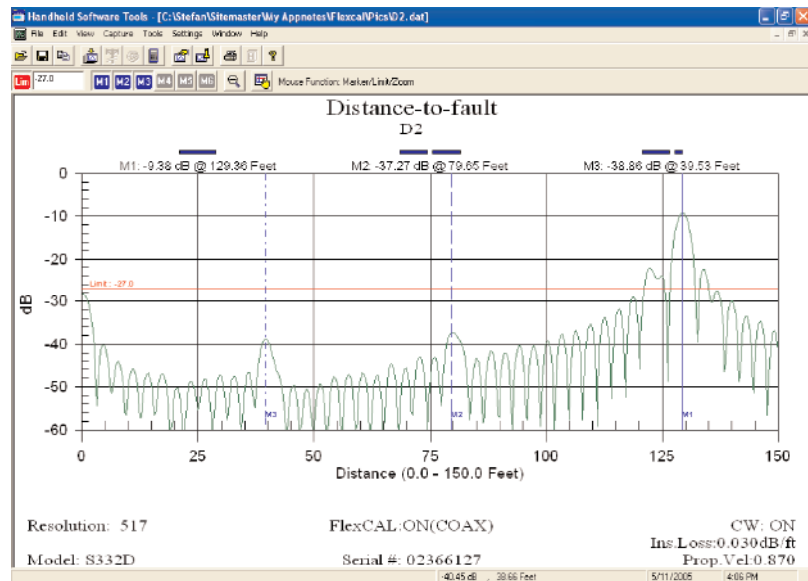 Handheld Software Tools - [C:\Stefan\Sitemaster\My Appnotes\Flexcal\Pics\D2.dat]
File Edit View Capture Tools Settings Window Help
Lim -27.0 M1 M2 M3 M4 M5 M6 Mouse Function: Marker/Limit/Zoom
Distance-to-fault
D2
M1: -9.38 dB @ 129.36 Feet M2: -37.27 dB @ 79.65 Feet M3: -38.86 dB @ 39.53 Feet
0
-10
-20
Limit : -27.0
-30
dB
-40
-50
M3 M2 M1
-60
0 25 50 75 100 125 150
Distance (0.0 - 150.0 Feet)
Resolution: 517 FlexCAL:ON(COAX) CW: ON
Ins.Loss:0.030dB/ft
Model: S332D Serial #: 02366127 Prop.Vel:0.870
-40.45 dB , 38.66 Feet 5/11/2005 4:06 PM